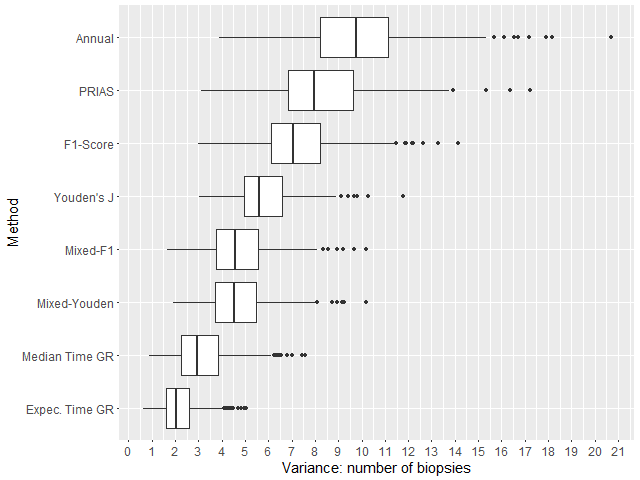 Annual
PRIAS
F1-Score
Youden's J
Mixed-F1
Mixed-Youden
Median Time GR
Expec. Time GR
Method
0 1 2 3 4 5 6 7 8 9 10 11 12 13 14 15 16 17 18 19 20 21
Variance: number of biopsies